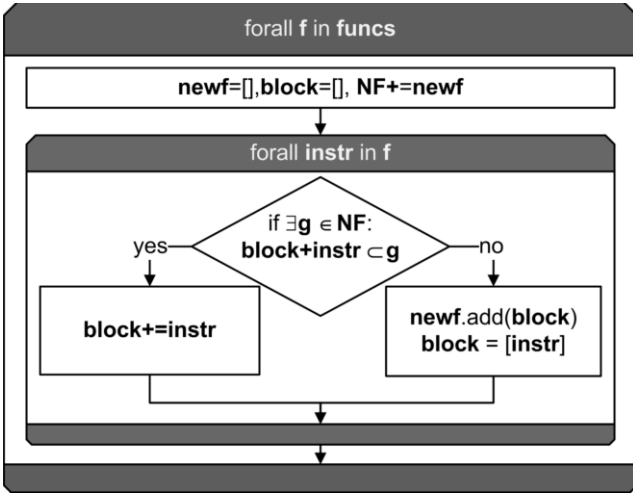 forall f in funcs
newf=[],block=[], NF+=newf
forall instr in f
if ∃g ∈ NF:
block+instr ⊂ g
yes
no
block+=instr
newf.add(block)
block = [instr]